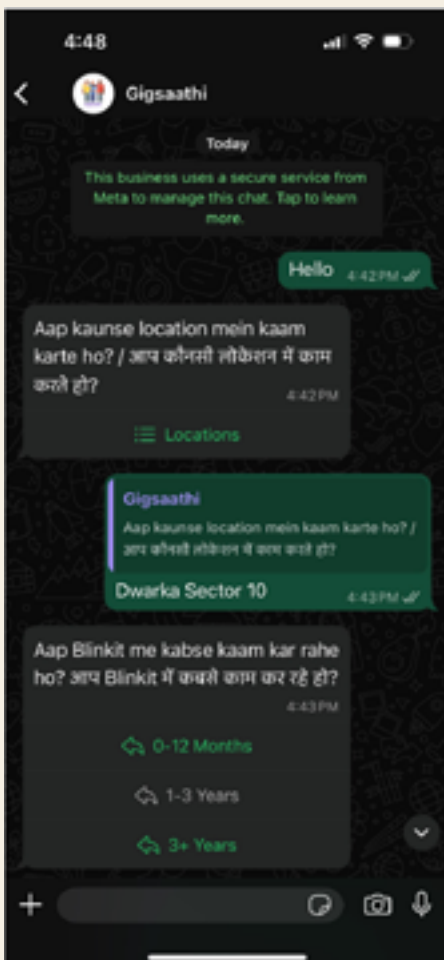 4:48
Gigsaathi
Today
This business uses a secure service from
Meta to manage this chat. Tap to learn
more.
Hello 4:42 PM
Aap kaunse location mein kaam
karte ho? / आप कौनसी लोकेशन में काम
करते हो?
4:42 PM
Locations
Gigsaathi
Aap kaunse location mein kaam karte ho? /
आप कौनसी लोकेशन में काम करते हो?
Dwarka Sector 10 4:43 PM
Aap Blinkit me kabse kaam kar rahe
ho? आप Blinkit में कबसे काम कर रहे हो?
4:43 PM
0-12 Months
1-3 Years
3+ Years